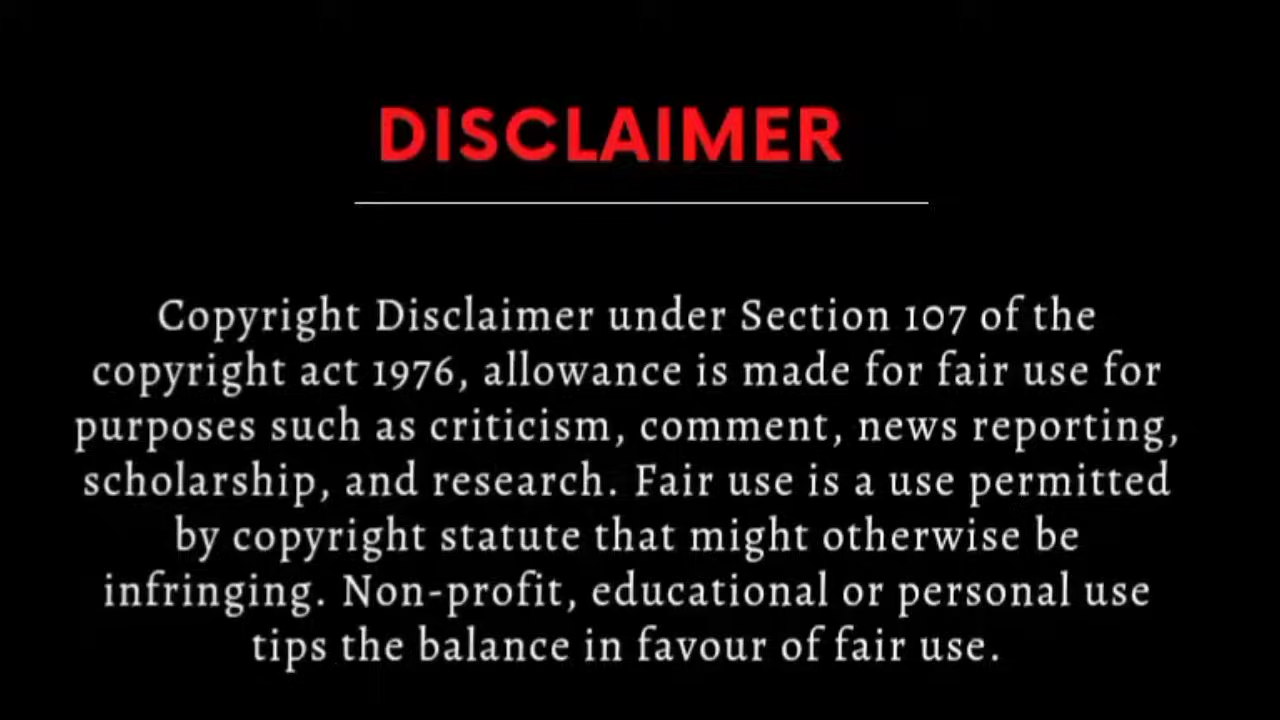 DISCLAIMER
Copyright Disclaimer under Section 107 of the
copyright act 1976, allowance is made for fair use for
purposes such as criticism, comment, news reporting,
scholarship, and research. Fair use is a use permitted
by copyright statute that might otherwise be
infringing. Non-profit, educational or personal use
tips the balance in favour of fair use.